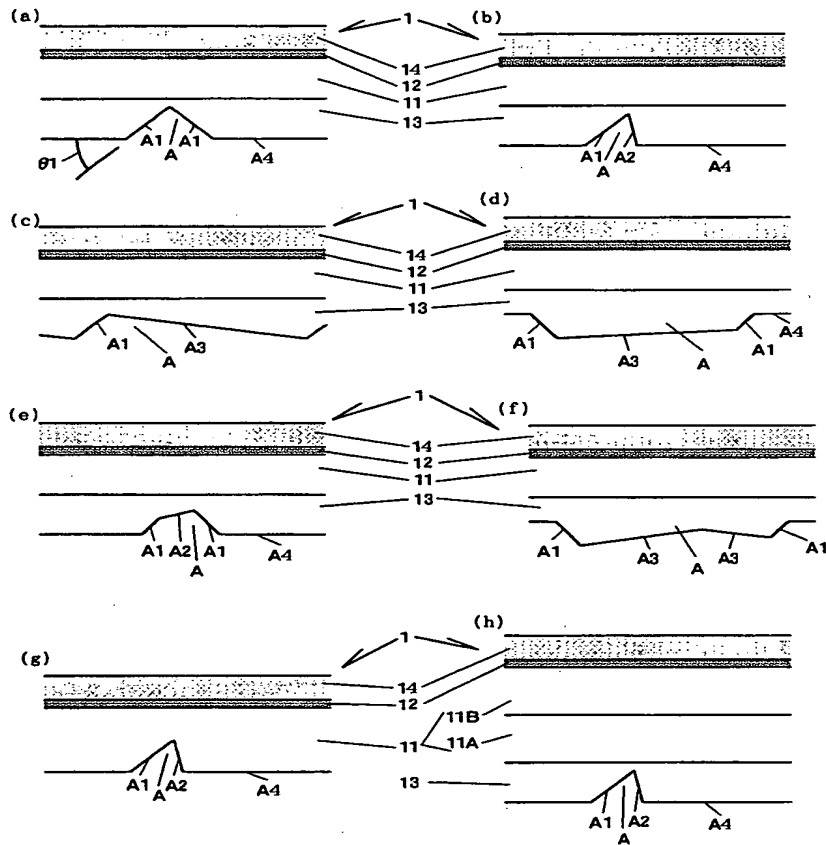 (a) 1 (b)
14
12
11
13
θ1 A1 A A1 A4 A1 A A2 A4
(c) 1 (d)
14
12
11
13
A1 A A3 A1 A3 A A1 A4
(e) 1 (f)
14
12
11
13
A1 A2 A A1 A4 A1 A3 A A3 A1
(g) 1 (h)
14
12
11B
11 11A
13
A1 A A2 A4 A1 A A2 A4